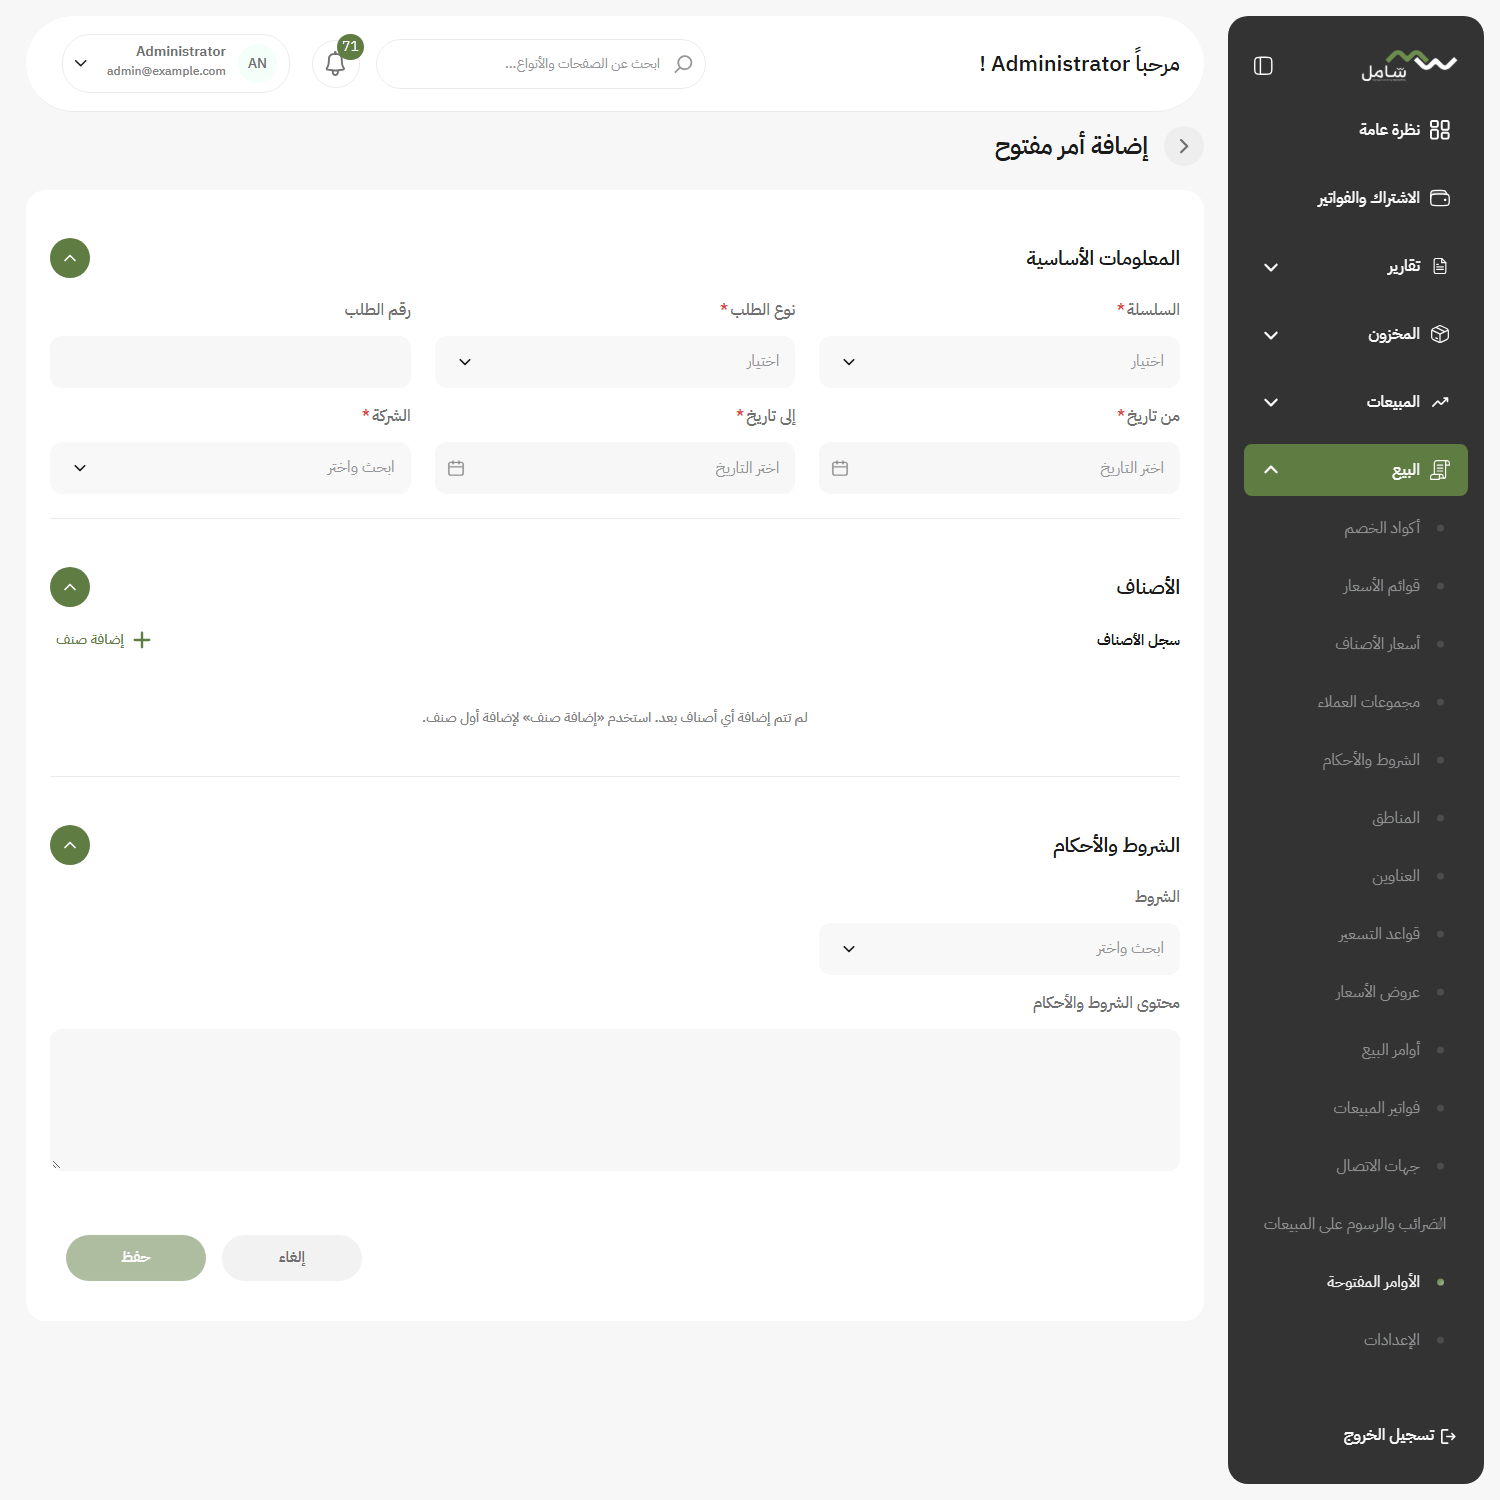 شامل
نظرة عامة
الاشتراك والفواتير
تقارير
المخزون
المبيعات
البيع
أكواد الخصم
قوائم الأسعار
أسعار الأصناف
مجموعات العملاء
الشروط والأحكام
المناطق
العناوين
قواعد التسعير
عروض الأسعار
أوامر البيع
فواتير المبيعات
جهات الاتصال
الضرائب والرسوم على المبيعات
الأوامر المفتوحة
الإعدادات
تسجيل الخروج
مرحباً Administrator !
ابحث عن الصفحات والأنواع...
71
AN
Administrator
admin@example.com
إضافة أمر مفتوح
المعلومات الأساسية
السلسلة *
نوع الطلب *
رقم الطلب
اختيار
اختيار
من تاريخ *
إلى تاريخ *
الشركة *
اختر التاريخ
اختر التاريخ
ابحث واختر
الأصناف
سجل الأصناف
إضافة صنف
لم تتم إضافة أي أصناف بعد. استخدم «إضافة صنف» لإضافة أول صنف.
الشروط والأحكام
الشروط
ابحث واختر
محتوى الشروط والأحكام
إلغاء
حفظ